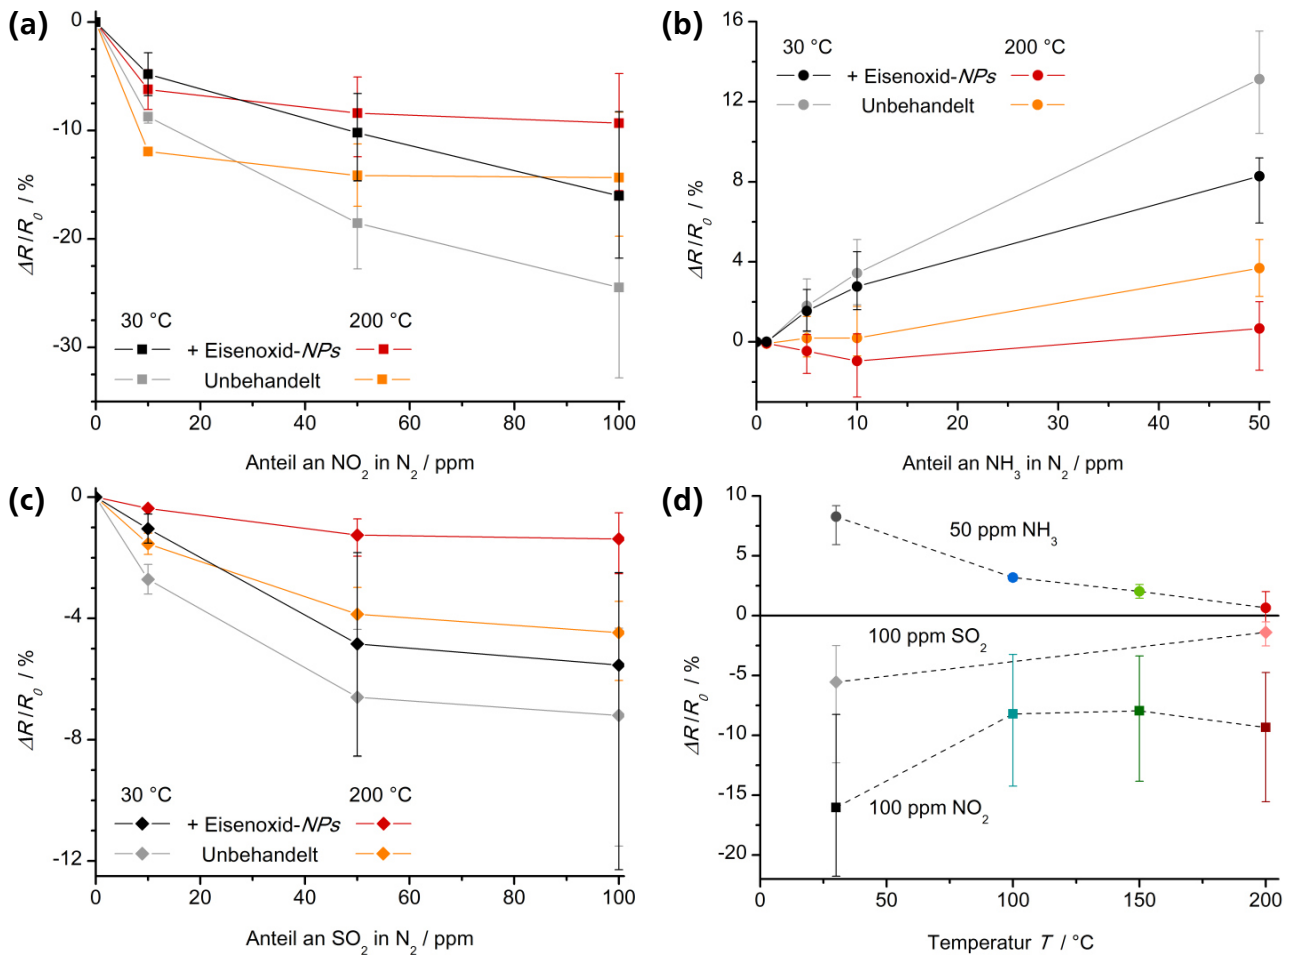 (a)
0
-10
-20
-30
ΔR/R₀ / %
30 °C 200 °C
+ Eisenoxid-NPs
Unbehandelt
0 20 40 60 80 100
Anteil an NO₂ in N₂ / ppm
(b)
16
12
8
4
0
ΔR/R₀ / %
30 °C 200 °C
+ Eisenoxid-NPs
Unbehandelt
0 10 20 30 40 50
Anteil an NH₃ in N₂ / ppm
(c)
0
-4
-8
-12
ΔR/R₀ / %
30 °C 200 °C
+ Eisenoxid-NPs
Unbehandelt
0 20 40 60 80 100
Anteil an SO₂ in N₂ / ppm
(d)
10
5
0
-5
-10
-15
-20
ΔR/R₀ / %
50 ppm NH₃
100 ppm SO₂
100 ppm NO₂
0 50 100 150 200
Temperatur T / °C